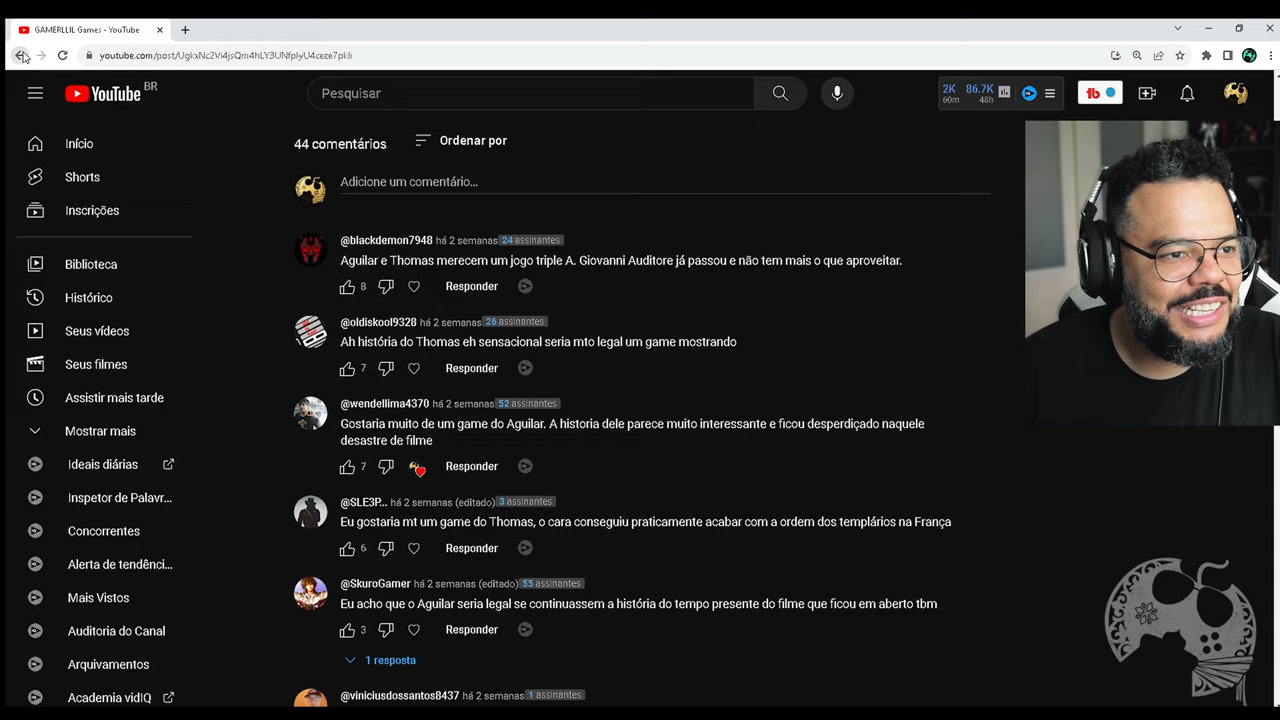 GAMERLLIL Games - YouTube
youtube.com/post/UgkxNc2Vi4jsQm4hLY3UNfplyU4ceze7pkIi
YouTube BR
Pesquisar
2K 86.7K
60m 48h
tb
Início
Shorts
Inscrições
Biblioteca
Histórico
Seus vídeos
Seus filmes
Assistir mais tarde
Mostrar mais
Ideais diárias
Inspetor de Palavr...
Concorrentes
Alerta de tendênci...
Mais Vistos
Auditoria do Canal
Arquivamentos
Academia vidIQ
44 comentários
Ordenar por
Adicione um comentário...
@blackdemon7948 há 2 semanas 24 assinantes
Aguilar e Thomas merecem um jogo triple A. Giovanni Auditore já passou e não tem mais o que aproveitar.
8 Responder
@oldiskool9328 há 2 semanas 26 assinantes
Ah história do Thomas eh sensacional seria mto legal um game mostrando
7 Responder
@wendellima4370 há 2 semanas 52 assinantes
Gostaria muito de um game do Aguilar. A historia dele parece muito interessante e ficou desperdiçado naquele
desastre de filme
7 Responder
@SLE3P... há 2 semanas (editado) 3 assinantes
Eu gostaria mt um game do Thomas, o cara conseguiu praticamente acabar com a ordem dos templários na França
6 Responder
@SkuroGamer há 2 semanas (editado) 55 assinantes
Eu acho que o Aguilar seria legal se continuassem a história do tempo presente do filme que ficou em aberto tbm
3 Responder
1 resposta
@viniciusdossantos8437 há 2 semanas 1 assinantes